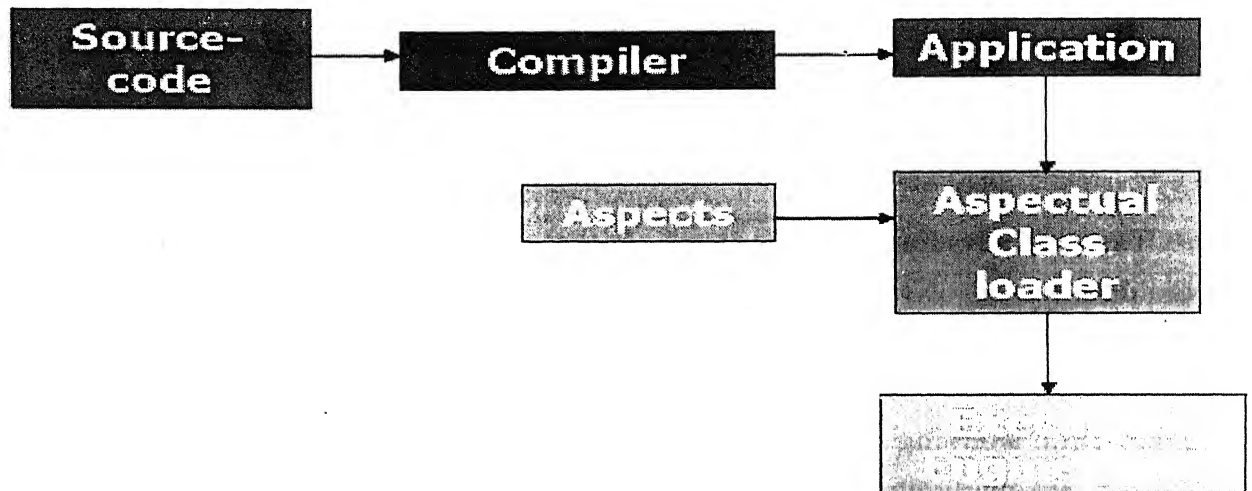 Source-
code
Compiler
Application
Aspects
Aspectual
Class
loader